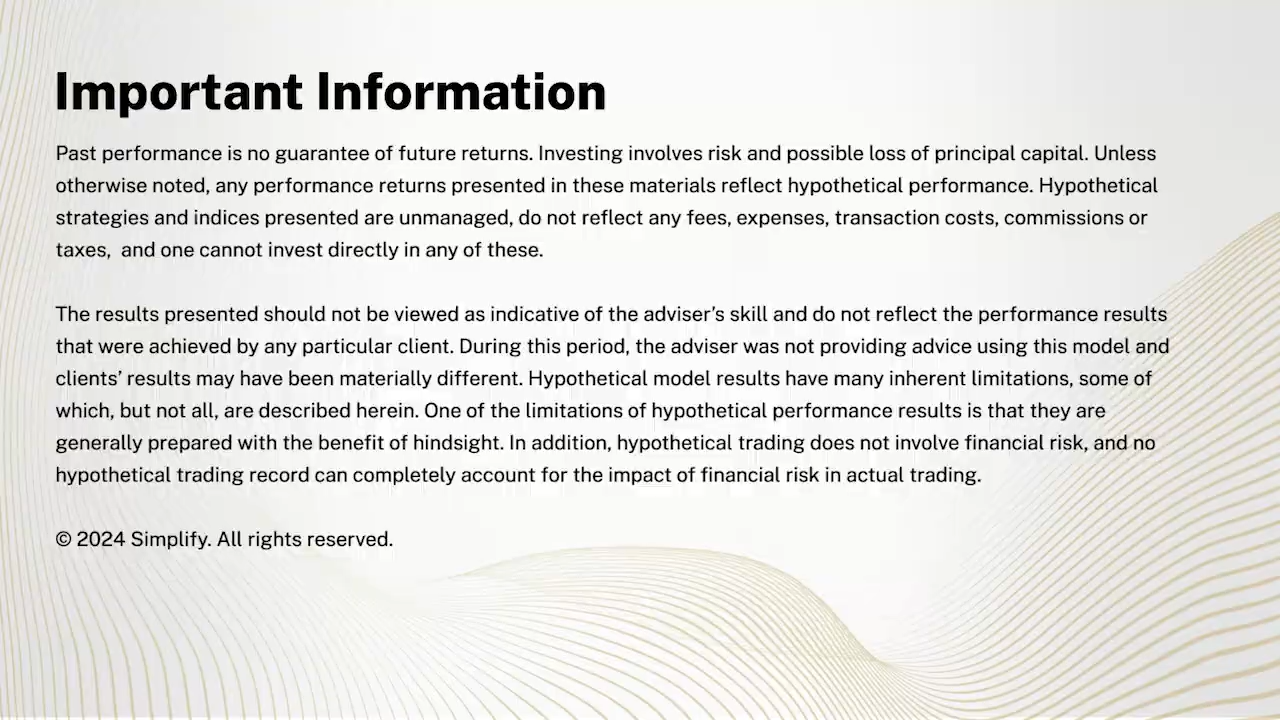 Important Information
Past performance is no guarantee of future returns. Investing involves risk and possible loss of principal capital. Unless
otherwise noted, any performance returns presented in these materials reflect hypothetical performance. Hypothetical
strategies and indices presented are unmanaged, do not reflect any fees, expenses, transaction costs, commissions or
taxes,  and one cannot invest directly in any of these.
The results presented should not be viewed as indicative of the adviser’s skill and do not reflect the performance results
that were achieved by any particular client. During this period, the adviser was not providing advice using this model and
clients’ results may have been materially different. Hypothetical model results have many inherent limitations, some of
which, but not all, are described herein. One of the limitations of hypothetical performance results is that they are
generally prepared with the benefit of hindsight. In addition, hypothetical trading does not involve financial risk, and no
hypothetical trading record can completely account for the impact of financial risk in actual trading.
© 2024 Simplify. All rights reserved.